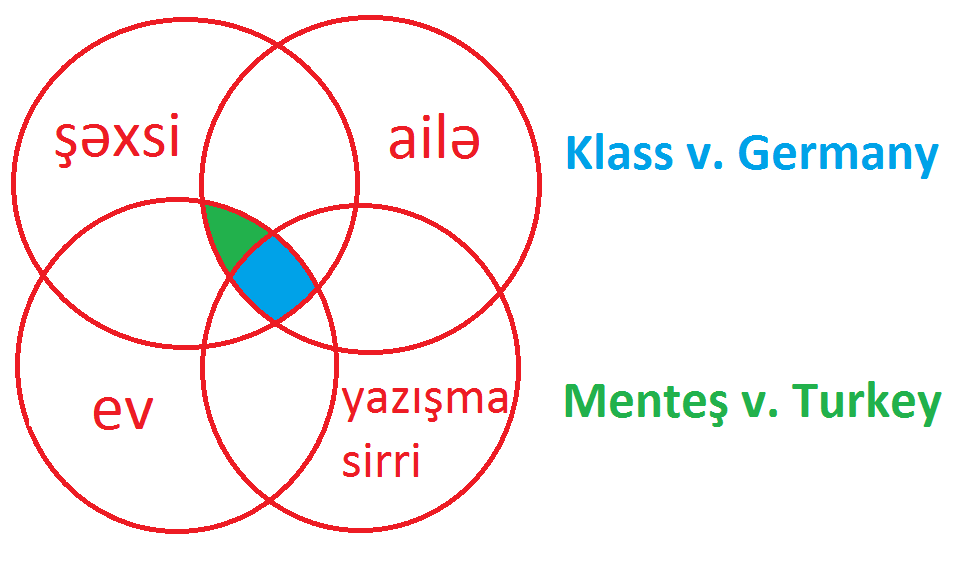 şəxsi
ailə
Klass v. Germany
ev
yazışma
sirri
Menteş v. Turkey